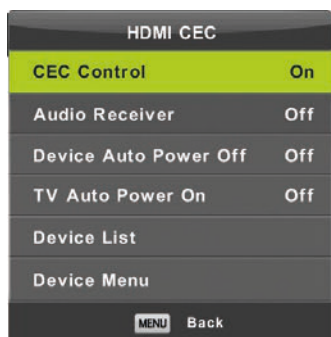 HDMI CEC
CEC Control On
Audio Receiver Off
Device Auto Power Off Off
TV Auto Power On Off
Device List
Device Menu
MENU Back